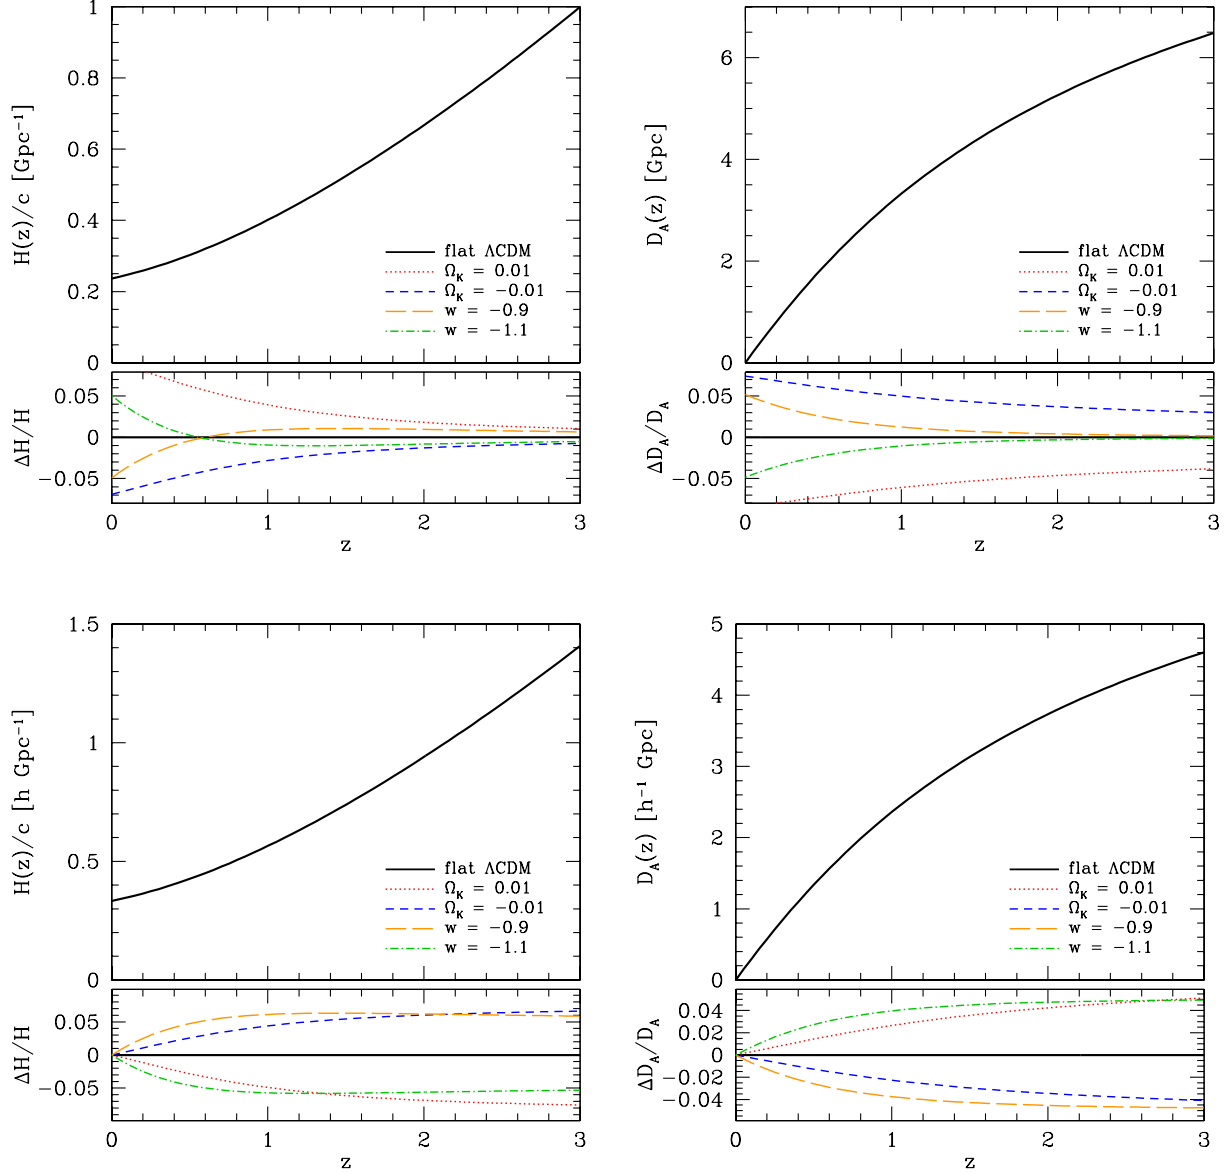 H(z)/c [Gpc⁻¹]
1
0.8
0.6
0.4
0.2
0
flat ΛCDM
Ω_K = 0.01
Ω_K = −0.01
w = −0.9
w = −1.1
ΔH/H
0.05
0
−0.05
0 1 2 3
z
D_A(z) [Gpc]
6
4
2
0
flat ΛCDM
Ω_K = 0.01
Ω_K = −0.01
w = −0.9
w = −1.1
ΔD_A/D_A
0.05
0
−0.05
0 1 2 3
z
H(z)/c [h Gpc⁻¹]
1.5
1
0.5
0
flat ΛCDM
Ω_K = 0.01
Ω_K = −0.01
w = −0.9
w = −1.1
ΔH/H
0.05
0
−0.05
0 1 2 3
z
D_A(z) [h⁻¹ Gpc]
5
4
3
2
1
0
flat ΛCDM
Ω_K = 0.01
Ω_K = −0.01
w = −0.9
w = −1.1
ΔD_A/D_A
0.04
0.02
0
−0.02
−0.04
0 1 2 3
z